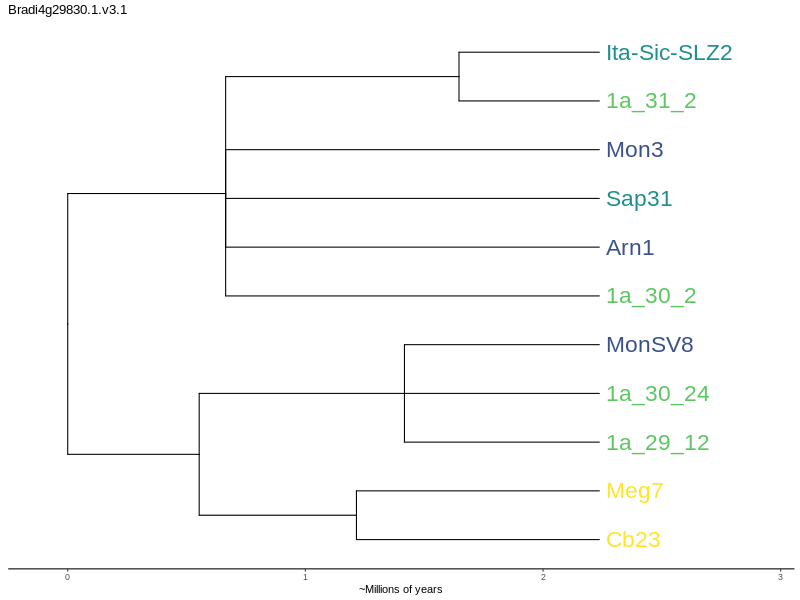 Bradi4g29830.1.v3.1
Ita-Sic-SLZ2
1a_31_2
Mon3
Sap31
Arn1
1a_30_2
MonSV8
1a_30_24
1a_29_12
Meg7
Cb23
0 1 2 3
~Millions of years